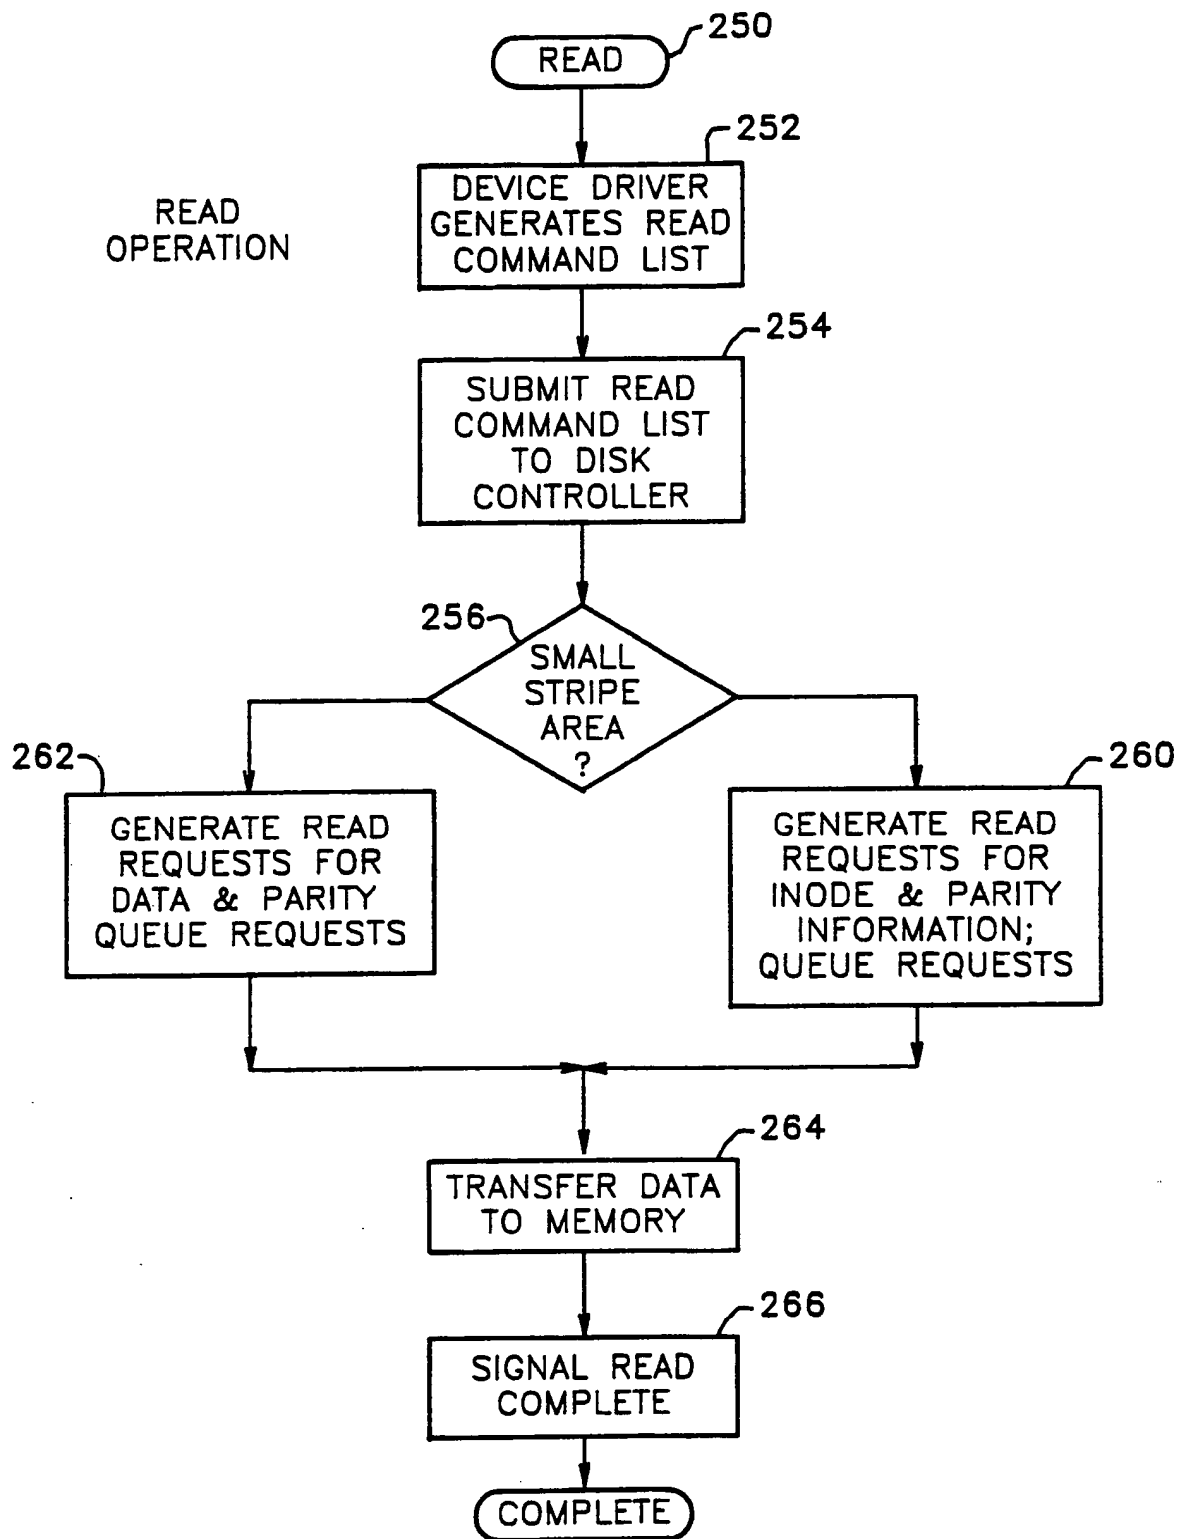 250
READ
252
READ
OPERATION
DEVICE DRIVER
GENERATES READ
COMMAND LIST
254
SUBMIT READ
COMMAND LIST
TO DISK
CONTROLLER
256
SMALL
STRIPE
AREA
?
262
GENERATE READ
REQUESTS FOR
DATA & PARITY
QUEUE REQUESTS
260
GENERATE READ
REQUESTS FOR
INODE & PARITY
INFORMATION;
QUEUE REQUESTS
264
TRANSFER DATA
TO MEMORY
266
SIGNAL READ
COMPLETE
COMPLETE